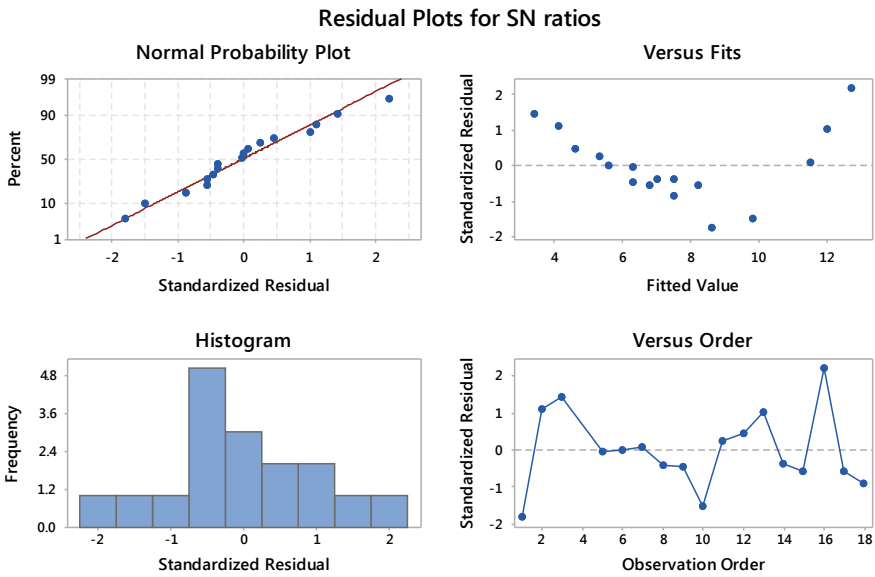 Residual Plots for SN ratios
Normal Probability Plot
99
90
50
10
1
Percent
-2 -1 0 1 2
Standardized Residual
Versus Fits
2
1
0
-1
-2
Standardized Residual
4 6 8 10 12
Fitted Value
Histogram
4.8
3.6
2.4
1.2
0.0
Frequency
-2 -1 0 1 2
Standardized Residual
Versus Order
2
1
0
-1
-2
Standardized Residual
2 4 6 8 10 12 14 16 18
Observation Order